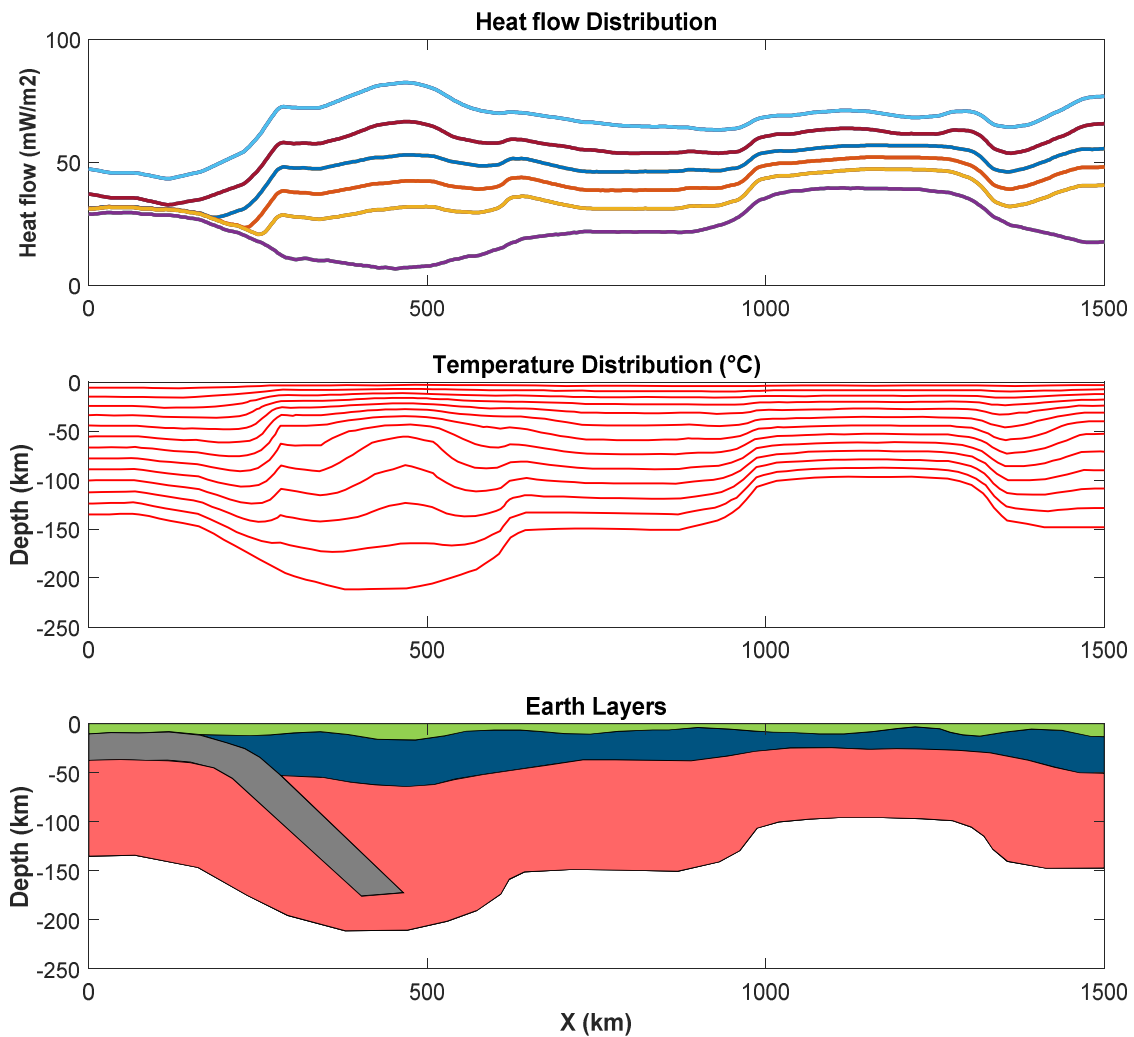 Heat flow Distribution
Heat flow (mW/m2)
100
50
0
0 500 1000 1500
Temperature Distribution (°C)
Depth (km)
0
-50
-100
-150
-200
-250
0 500 1000 1500
Earth Layers
Depth (km)
0
-50
-100
-150
-200
-250
0 500 1000 1500
X (km)